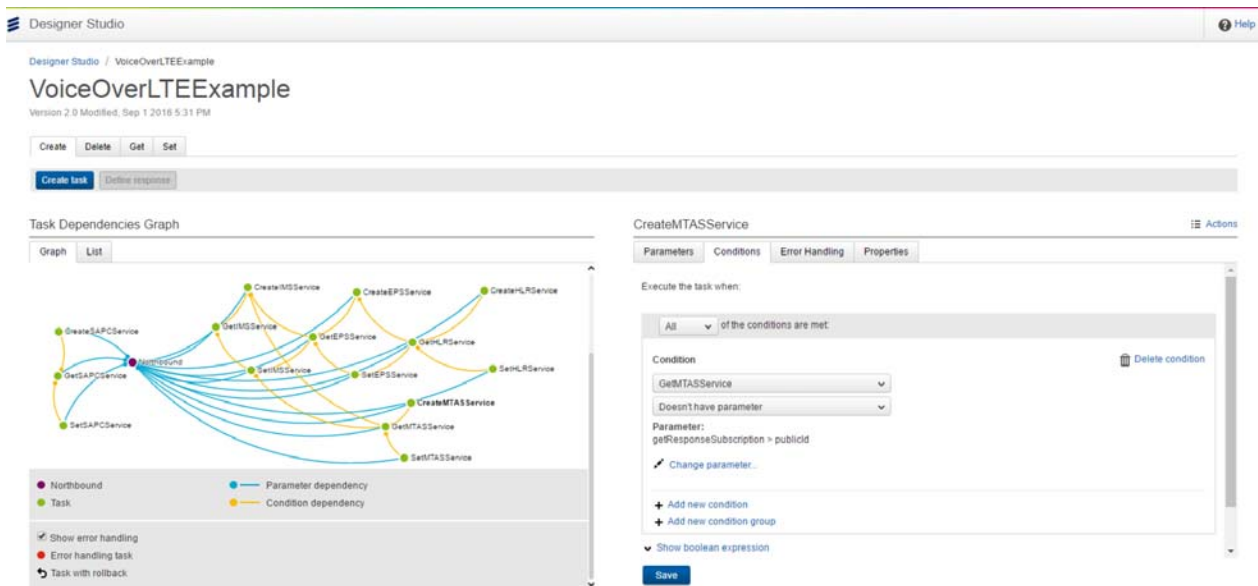 Designer Studio
Help
Designer Studio / VoiceOverLTEExample
VoiceOverLTEExample
Version 2.0 Modified, Sep 1 2016 5:31 PM
Create Delete Get Set
Create task Define response
Task Dependencies Graph
Graph List
CreateIMSService
CreateEPSService
CreateHLRService
CreateSAPCService
GetIMSService
GetEPSService
GetHLRService
Northbound
GetSAPCService
SetIMSService
SetEPSService
SetHLRService
CreateMTASService
SetSAPCService
GetMTASService
SetMTASService
Northbound
Parameter dependency
Task
Condition dependency
Show error handling
Error handling task
Task with rollback
CreateMTASService
Actions
Parameters Conditions Error Handling Properties
Execute the task when:
All of the conditions are met:
Condition
Delete condition
GetMTASService
Doesn't have parameter
Parameter:
getResponseSubscription > publicId
Change parameter...
Add new condition
Add new condition group
Show boolean expression
Save